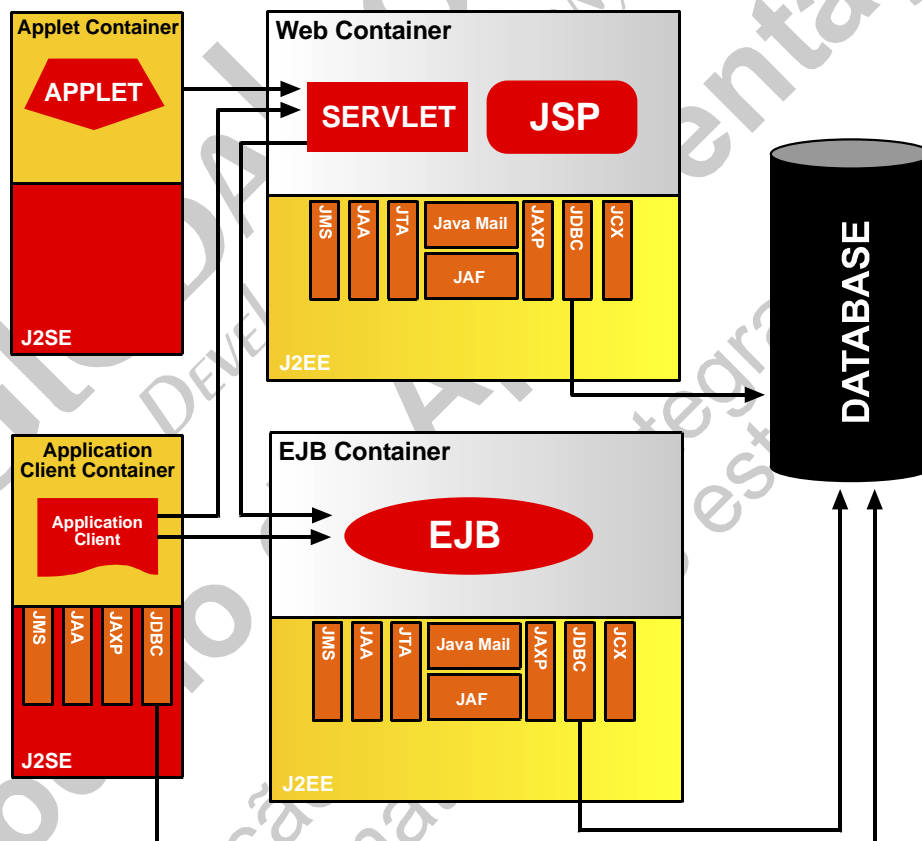 Applet Container
APPLET
J2SE
Web Container
SERVLET
JSP
JMS
JAA
JTA
Java Mail
JAF
JAXP
JDBC
JCX
J2EE
DATABASE
Application
Client Container
Application
Client
JMS
JAA
JAXP
JDBC
J2SE
EJB Container
EJB
JMS
JAA
JTA
Java Mail
JAF
JAXP
JDBC
JCX
J2EE